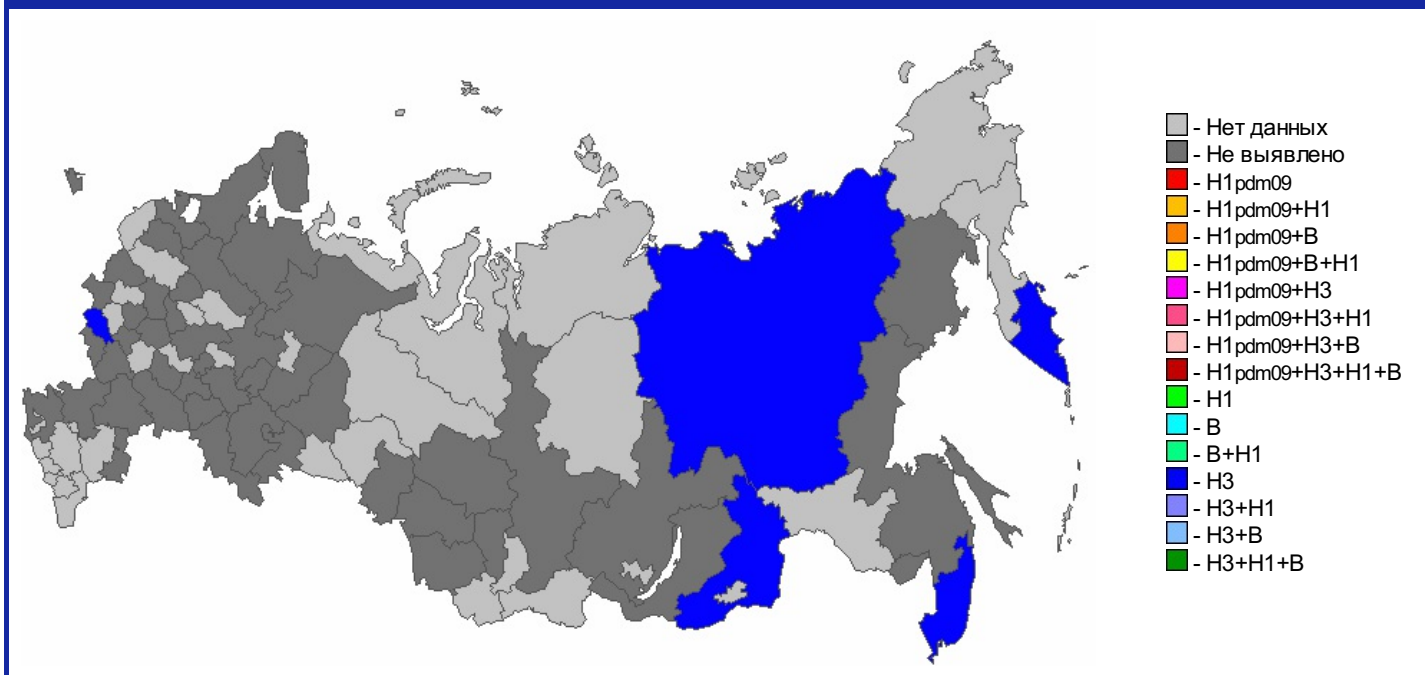 - Нет данных
- Не выявлено
- H1pdm09
- H1pdm09+H1
- H1pdm09+B
- H1pdm09+B+H1
- H1pdm09+H3
- H1pdm09+H3+H1
- H1pdm09+H3+B
- H1pdm09+H3+H1+B
- H1
- B
- B+H1
- H3
- H3+H1
- H3+B
- H3+H1+B